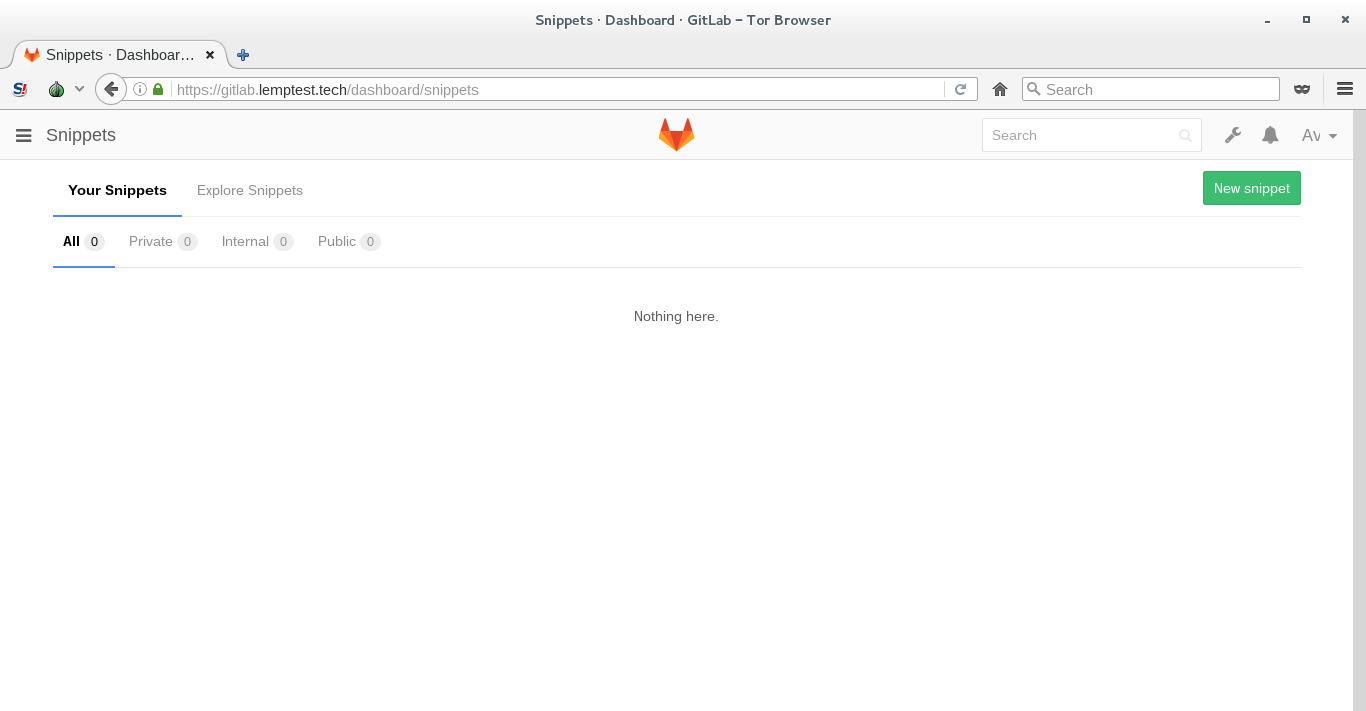 Snippets · Dashboard · GitLab – Tor Browser
Snippets · Dashboar…
https://gitlab.lemptest.tech/dashboard/snippets
Search
Snippets
Search
Av
Your Snippets
Explore Snippets
New snippet
All 0
Private 0
Internal 0
Public 0
Nothing here.